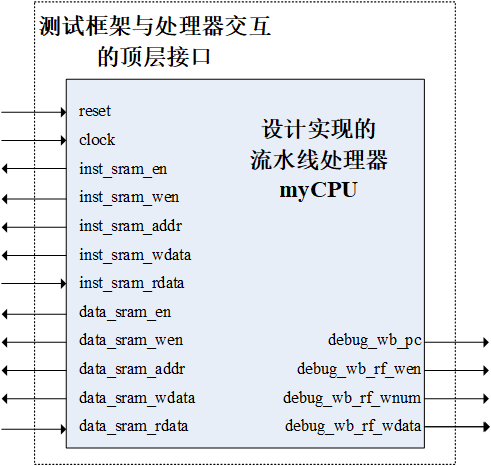 测试框架与处理器交互
的顶层接口
设计实现的
流水线处理器
myCPU
reset
clock
inst_sram_en
inst_sram_wen
inst_sram_addr
inst_sram_wdata
inst_sram_rdata
data_sram_en
data_sram_wen
data_sram_addr
data_sram_wdata
data_sram_rdata
debug_wb_pc
debug_wb_rf_wen
debug_wb_rf_wnum
debug_wb_rf_wdata